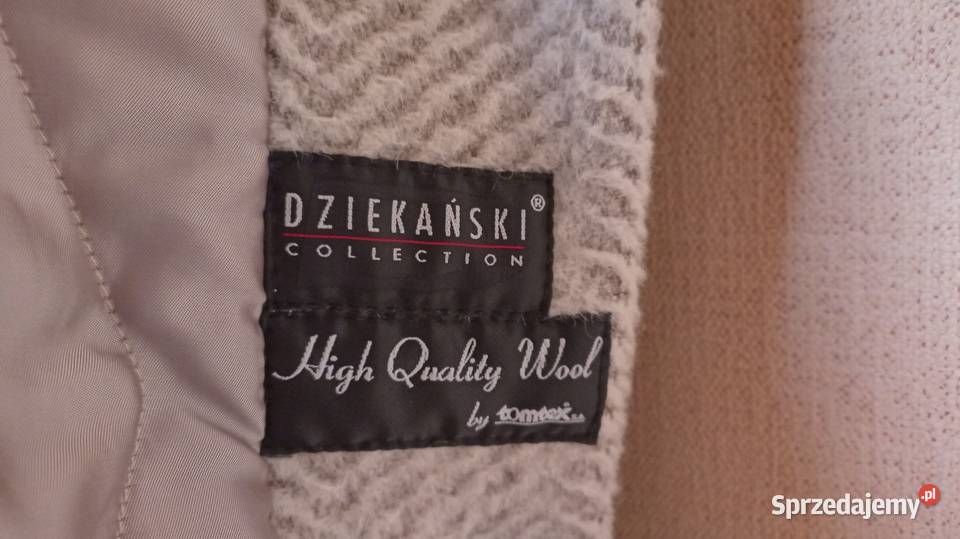 DZIEKAŃSKI®
COLLECTION
High Quality Wool
by tomtex S.A.
Sprzedajemy.pl